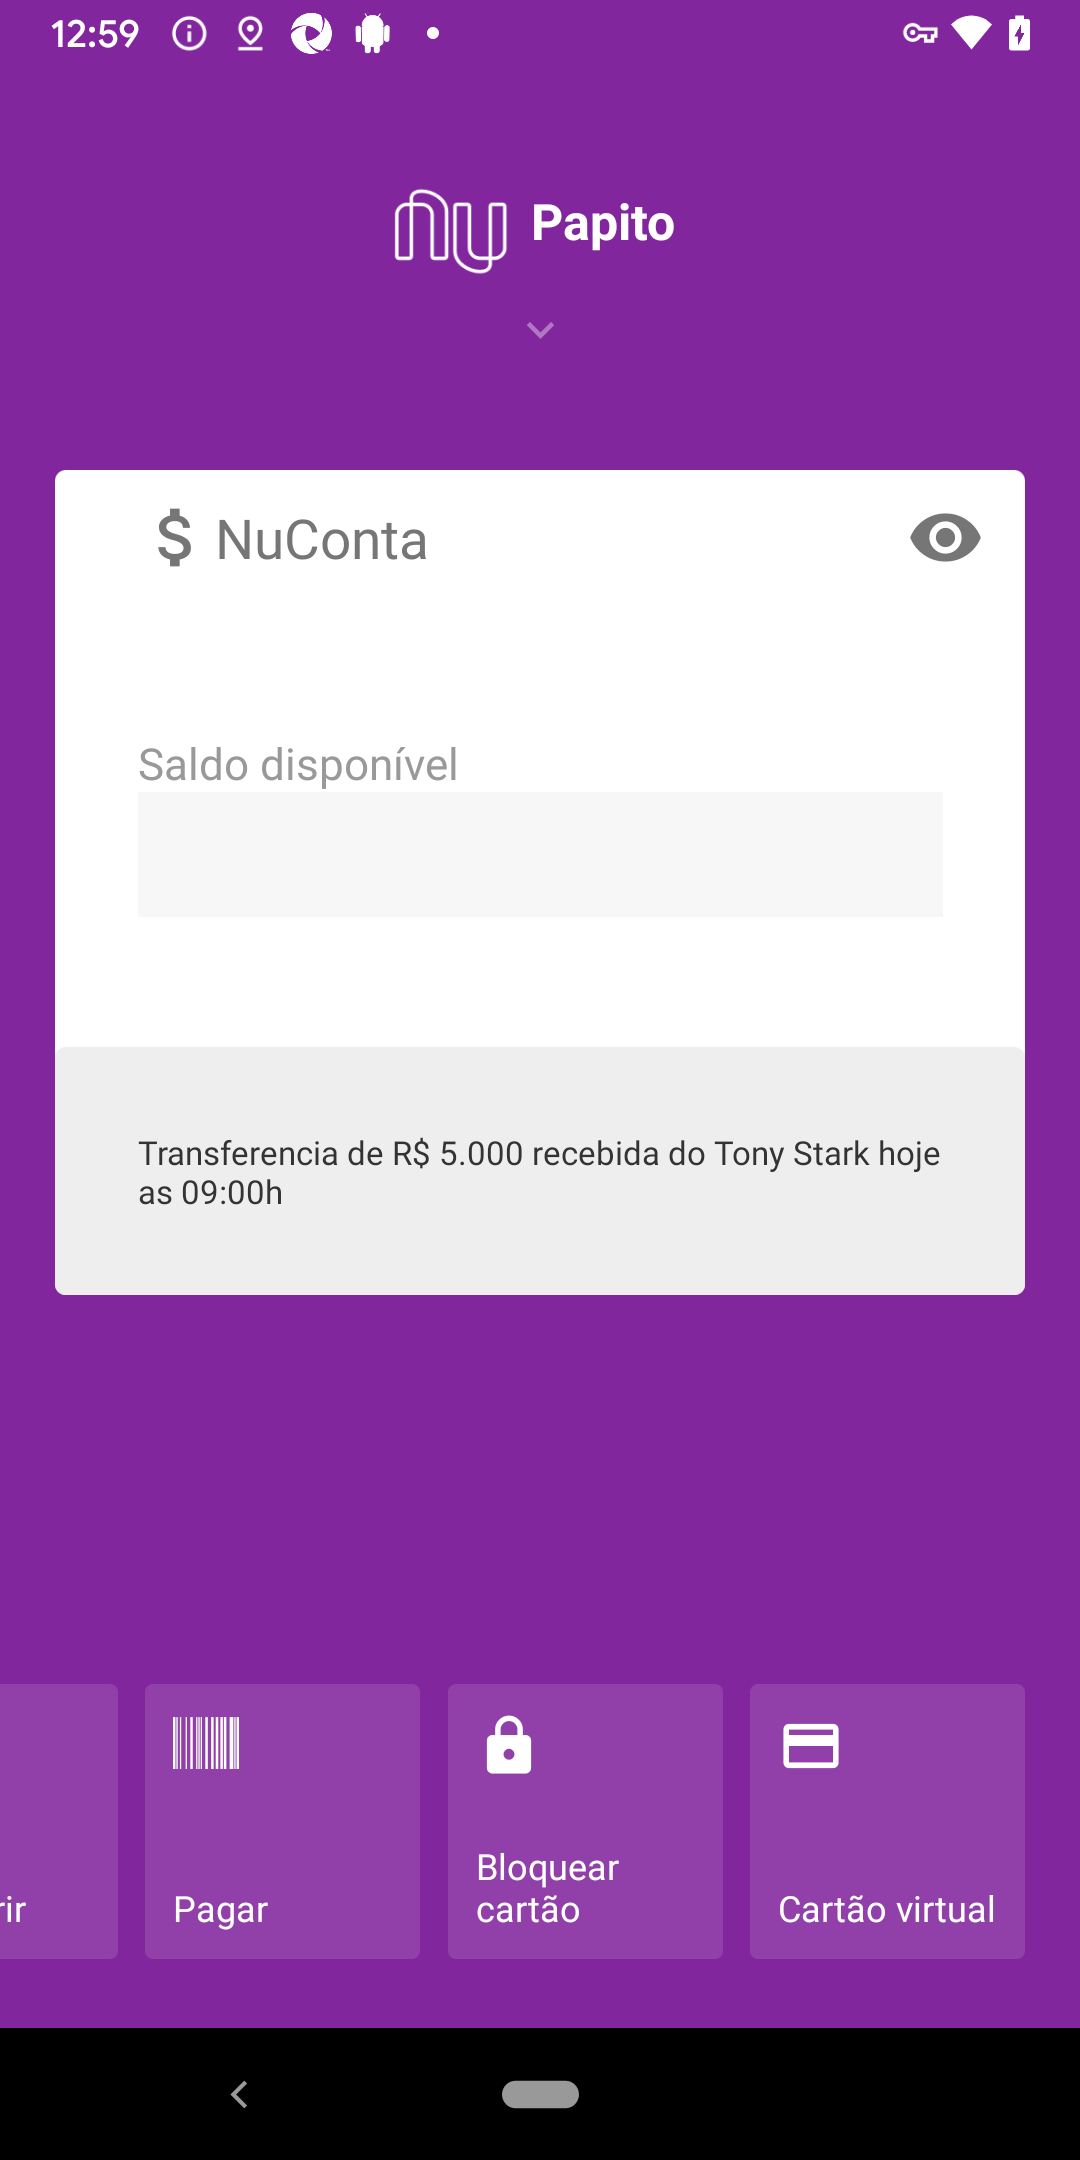 12:59
nu Papito
$ NuConta
Saldo disponível
Transferencia de R$ 5.000 recebida do Tony Stark hoje
as 09:00h
rir
Pagar
Bloquear
cartão
Cartão virtual